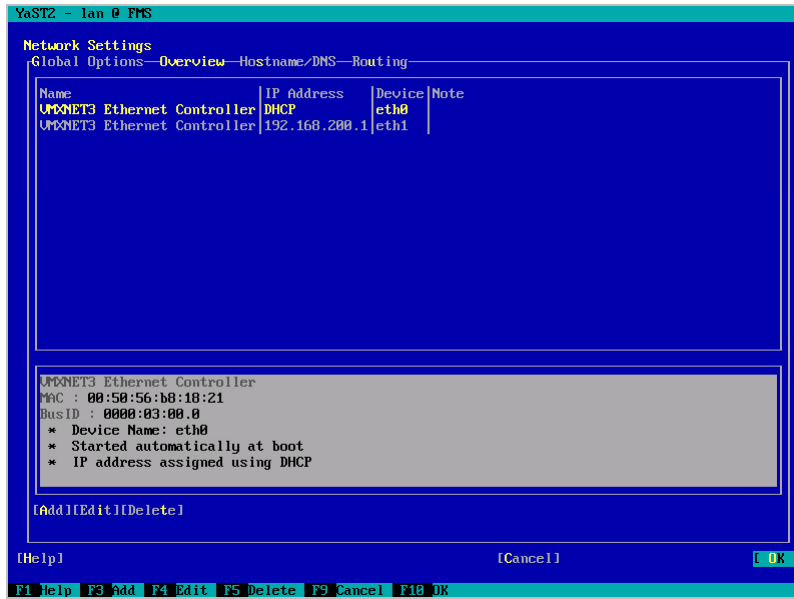 YaST2 - lan @ FMS
Network Settings
Global Options—Overview—Hostname/DNS—Routing
Name |IP Address |Device|Note
VMXNET3 Ethernet Controller|DHCP |eth0 |
VMXNET3 Ethernet Controller|192.168.200.1|eth1 |
VMXNET3 Ethernet Controller
MAC : 00:50:56:b8:18:21
BusID : 0000:03:00.0
* Device Name: eth0
* Started automatically at boot
* IP address assigned using DHCP
[Add][Edit][Delete]
[Help] [Cancel] [ OK
F1 Help F3 Add F4 Edit F5 Delete F9 Cancel F10 OK